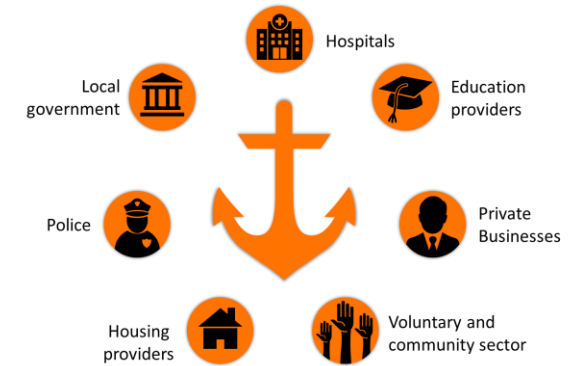 Hospitals
Local
government
Education
providers
Police
Private
Businesses
Housing
providers
Voluntary and
community sector